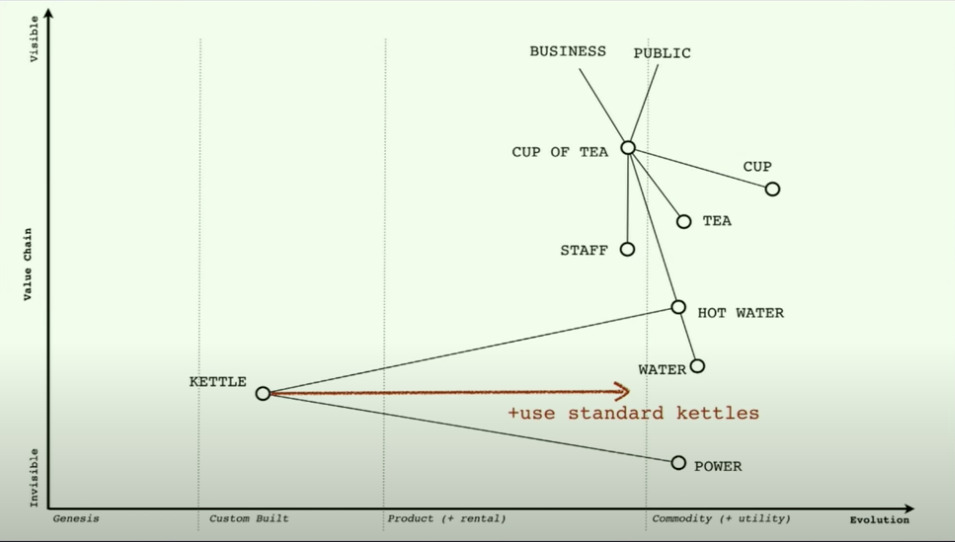 Visible
BUSINESS PUBLIC
CUP OF TEA
CUP
TEA
STAFF
Value Chain
HOT WATER
WATER
KETTLE
+use standard kettles
POWER
Invisible
Genesis
Custom Built
Product (+ rental)
Commodity (+ utility)
Evolution